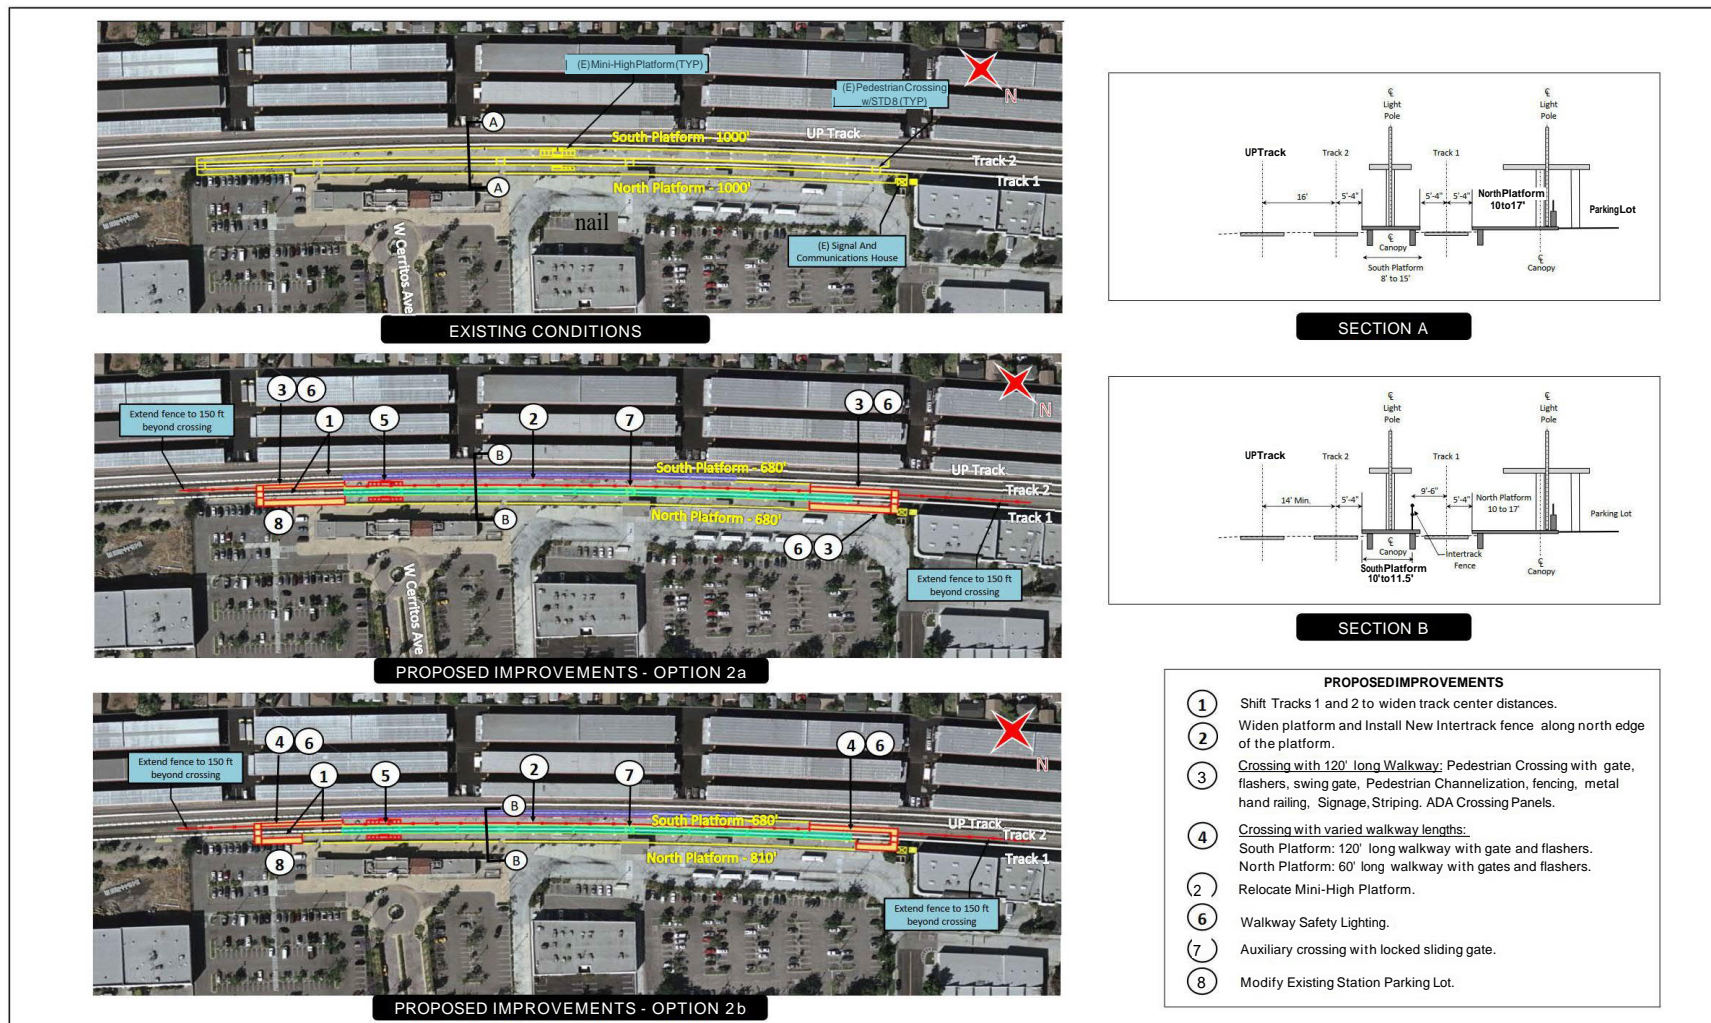 (E)Mini-High Platform(TYP)
(E)Pedestrian Crossing
w/STD8 (TYP)
N
A
South Platform - 1000'
UP Track
Track 2
Track 1
A
North Platform - 1000'
nail
W Cerritos Ave
(E) Signal And
Communications House
EXISTING CONDITIONS
3
6
Extend fence to 150 ft
beyond crossing
1
5
2
7
3
6
N
B
South Platform - 680'
UP Track
Track 2
Track 1
8
B
North Platform - 680'
6
3
W Cerritos Ave
Extend fence to 150 ft
beyond crossing
PROPOSED IMPROVEMENTS - OPTION 2a
4
6
Extend fence to 150 ft
beyond crossing
1
5
2
7
4
6
N
B
South Platform -680'
UP Track
Track 2
Track 1
8
B
North Platform - 810'
Extend fence to 150 ft
beyond crossing
PROPOSED IMPROVEMENTS - OPTION 2b
℄
Light
Pole
℄
Light
Pole
UPTrack
Track 2
Track 1
16'
5'-4"
5'-4"
5'-4"
NorthPlatform
10to17'
ParkingLot
℄
Canopy
South Platform
8' to 15'
℄
Canopy
SECTION A
℄
Light
Pole
℄
Light
Pole
UPTrack
Track 2
Track 1
14' Min.
5'-4"
9'-6"
5'-4"
North Platform
10 to 17'
Parking Lot
℄
Canopy
Intertrack
Fence
SouthPlatform
10'to11.5'
℄
Canopy
SECTION B
PROPOSEDIMPROVEMENTS
1 Shift Tracks 1 and 2 to widen track center distances.
2 Widen platform and Install New Intertrack fence along north edge
of the platform.
3 Crossing with 120' long Walkway: Pedestrian Crossing with gate,
flashers, swing gate, Pedestrian Channelization, fencing, metal
hand railing, Signage, Striping. ADA Crossing Panels.
4 Crossing with varied walkway lengths:
South Platform: 120' long walkway with gate and flashers.
North Platform: 60' long walkway with gates and flashers.
2 Relocate Mini-High Platform.
6 Walkway Safety Lighting.
7 Auxiliary crossing with locked sliding gate.
8 Modify Existing Station Parking Lot.